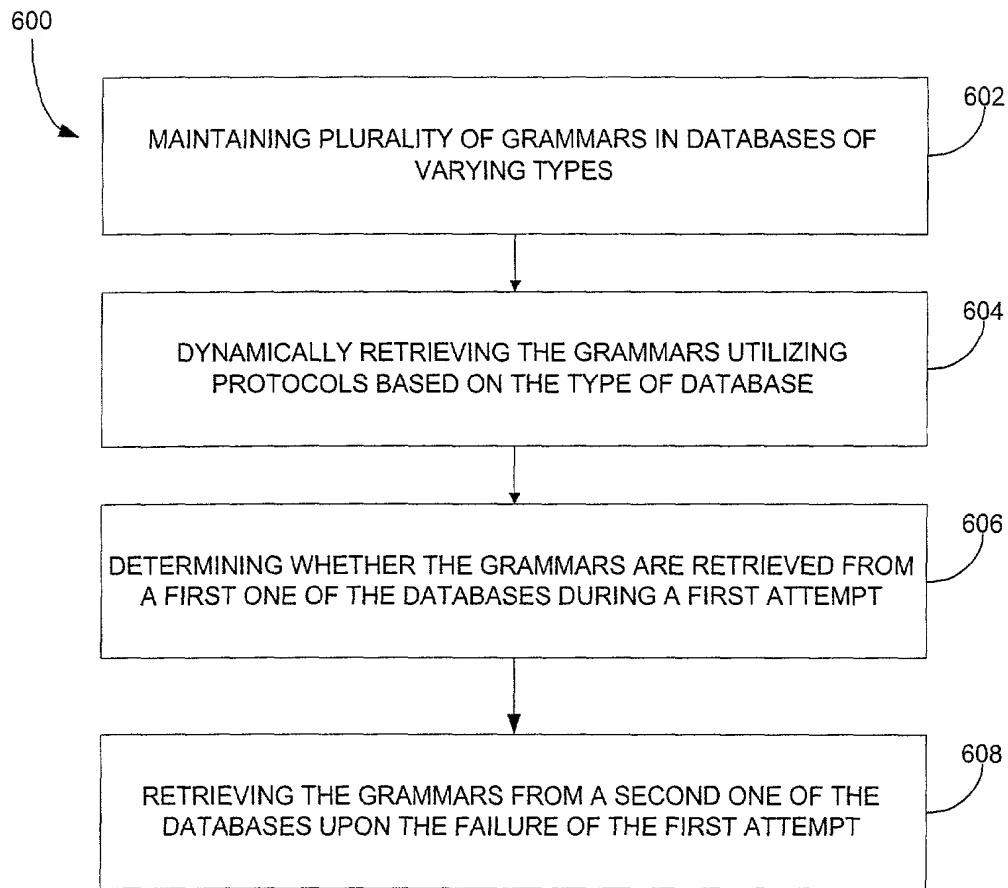 600
602
MAINTAINING PLURALITY OF GRAMMARS IN DATABASES OF
VARYING TYPES
604
DYNAMICALLY RETRIEVING THE GRAMMARS UTILIZING
PROTOCOLS BASED ON THE TYPE OF DATABASE
606
DETERMINING WHETHER THE GRAMMARS ARE RETRIEVED FROM
A FIRST ONE OF THE DATABASES DURING A FIRST ATTEMPT
608
RETRIEVING THE GRAMMARS FROM A SECOND ONE OF THE
DATABASES UPON THE FAILURE OF THE FIRST ATTEMPT